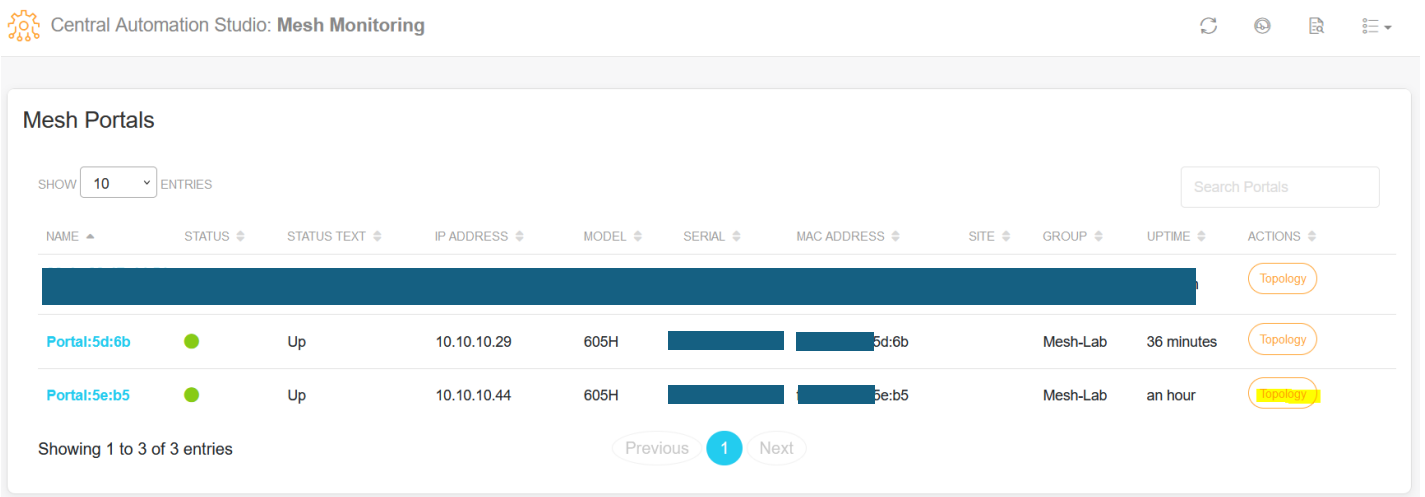 Central Automation Studio: Mesh Monitoring
Mesh Portals
SHOW 10 ENTRIES
Search Portals
NAME STATUS STATUS TEXT IP ADDRESS MODEL SERIAL MAC ADDRESS SITE GROUP UPTIME ACTIONS
Topology
Portal:5d:6b Up 10.10.10.29 605H 5d:6b Mesh-Lab 36 minutes Topology
Portal:5e:b5 Up 10.10.10.44 605H 5e:b5 Mesh-Lab an hour Topology
Showing 1 to 3 of 3 entries Previous 1 Next